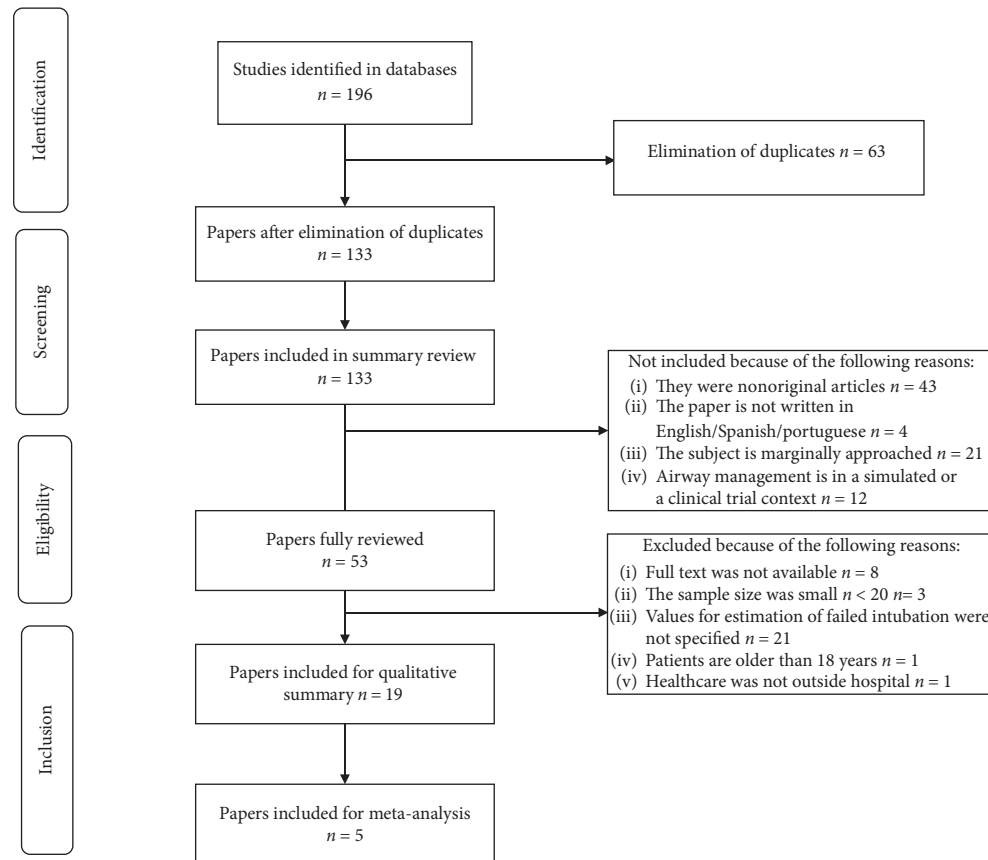 Identification
Studies identified in databases
n = 196
Elimination of duplicates n = 63
Papers after elimination of duplicates
n = 133
Screening
Papers included in summary review
n = 133
Not included because of the following reasons:
(i) They were nonoriginal articles n = 43
(ii) The paper is not written in
English/Spanish/portuguese n = 4
(iii) The subject is marginally approached n = 21
(iv) Airway management is in a simulated or
a clinical trial context n = 12
Eligibility
Papers fully reviewed
n = 53
Excluded because of the following reasons:
(i) Full text was not available n = 8
(ii) The sample size was small n < 20 n= 3
(iii) Values for estimation of failed intubation were
not specified n = 21
(iv) Patients are older than 18 years n = 1
(v) Healthcare was not outside hospital n = 1
Inclusion
Papers included for qualitative
summary n = 19
Papers included for meta-analysis
n = 5